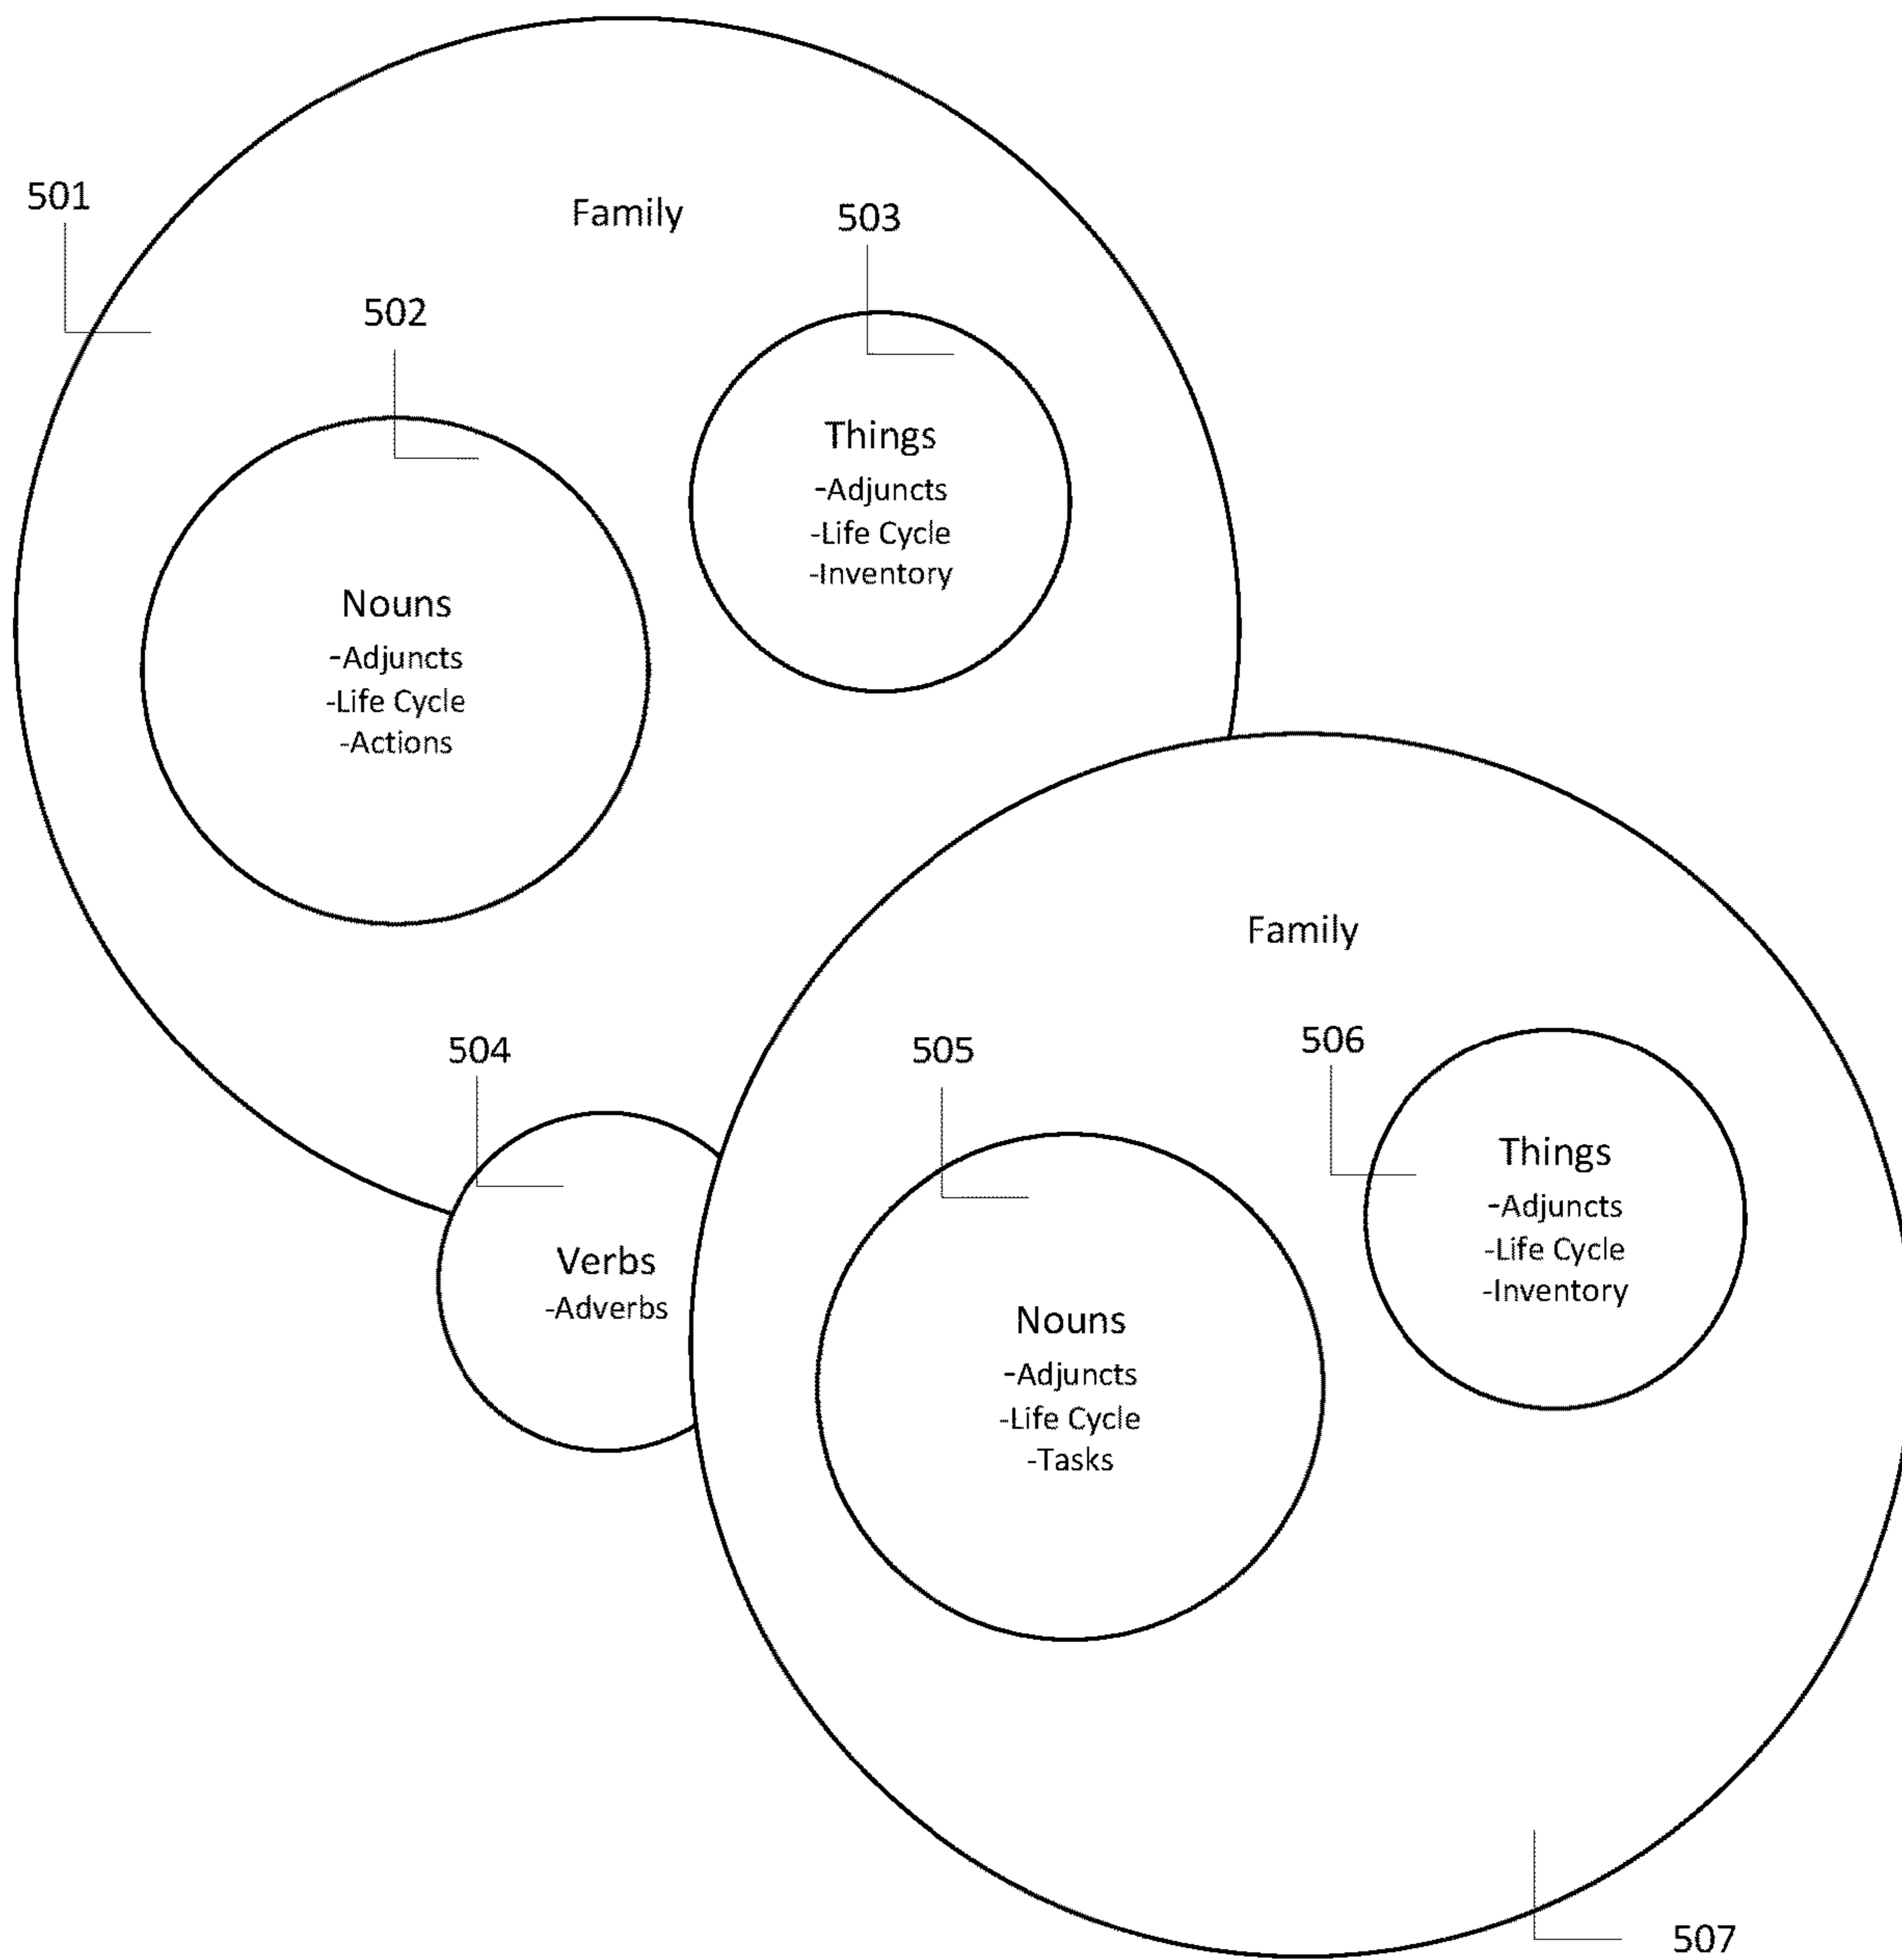 501
Family
503
502
Things
-Adjuncts
-Life Cycle
-Inventory
Nouns
-Adjuncts
-Life Cycle
-Actions
Family
504
505
506
Things
-Adjuncts
-Life Cycle
-Inventory
Verbs
-Adverbs
Nouns
-Adjuncts
-Life Cycle
-Tasks
507